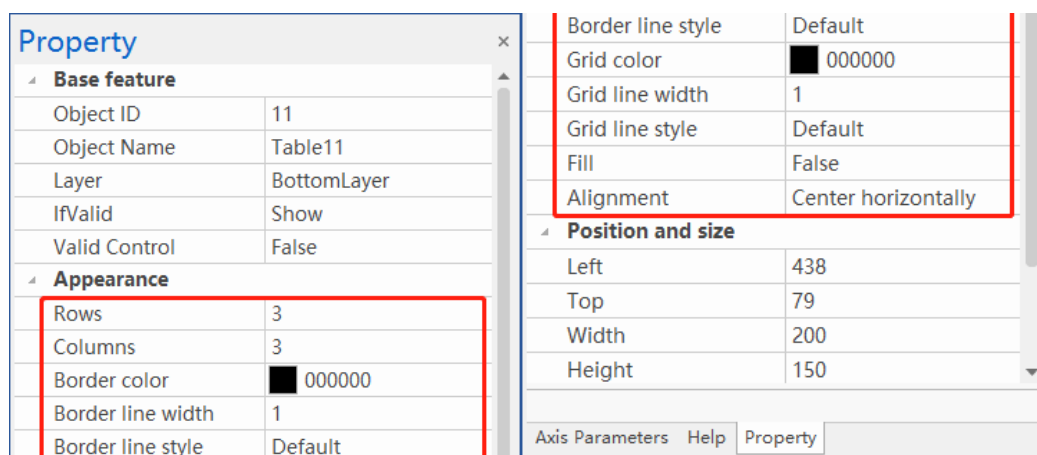 Property
Base feature
Object ID 11
Object Name Table11
Layer BottomLayer
IfValid Show
Valid Control False
Appearance
Rows 3
Columns 3
Border color 000000
Border line width 1
Border line style Default
Border line style Default
Grid color 000000
Grid line width 1
Grid line style Default
Fill False
Alignment Center horizontally
Position and size
Left 438
Top 79
Width 200
Height 150
Axis Parameters Help Property